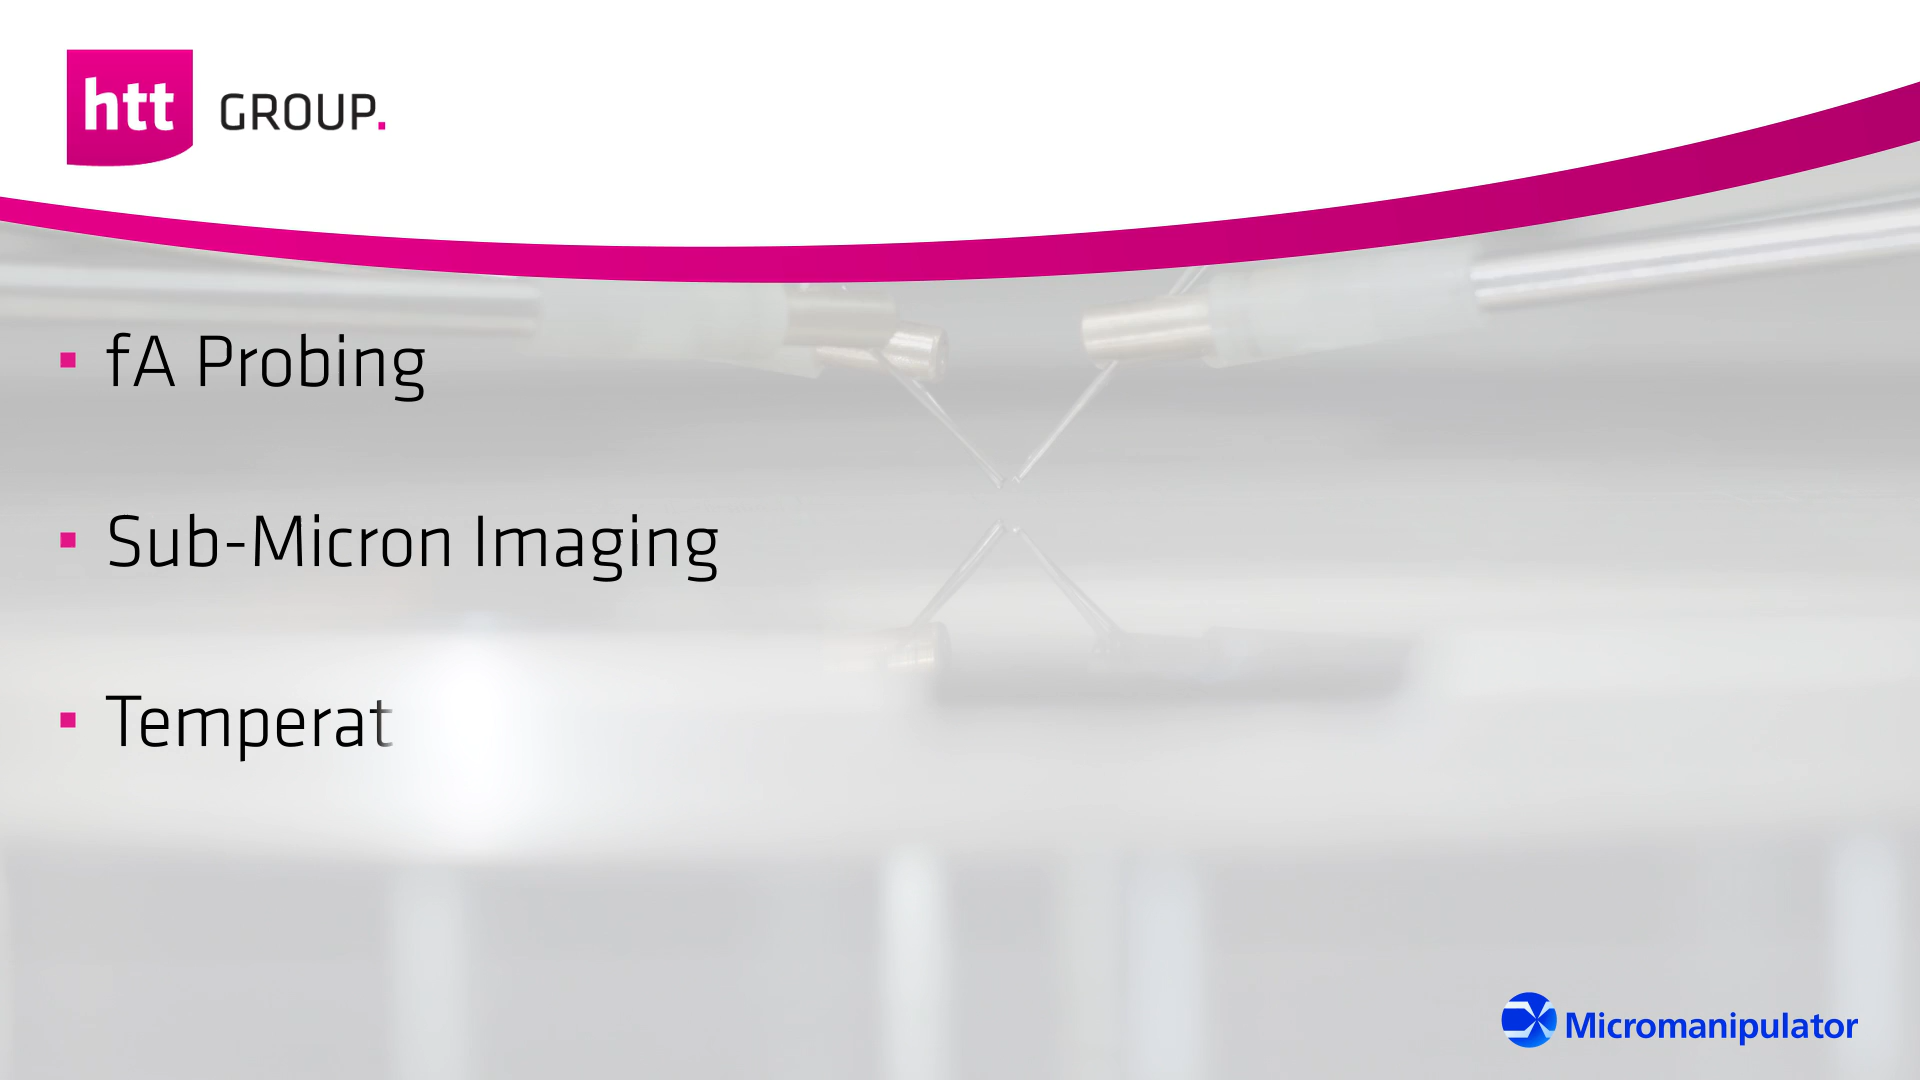 htt GROUP.
fA Probing
Sub-Micron Imaging
Temperat
Micromanipulator